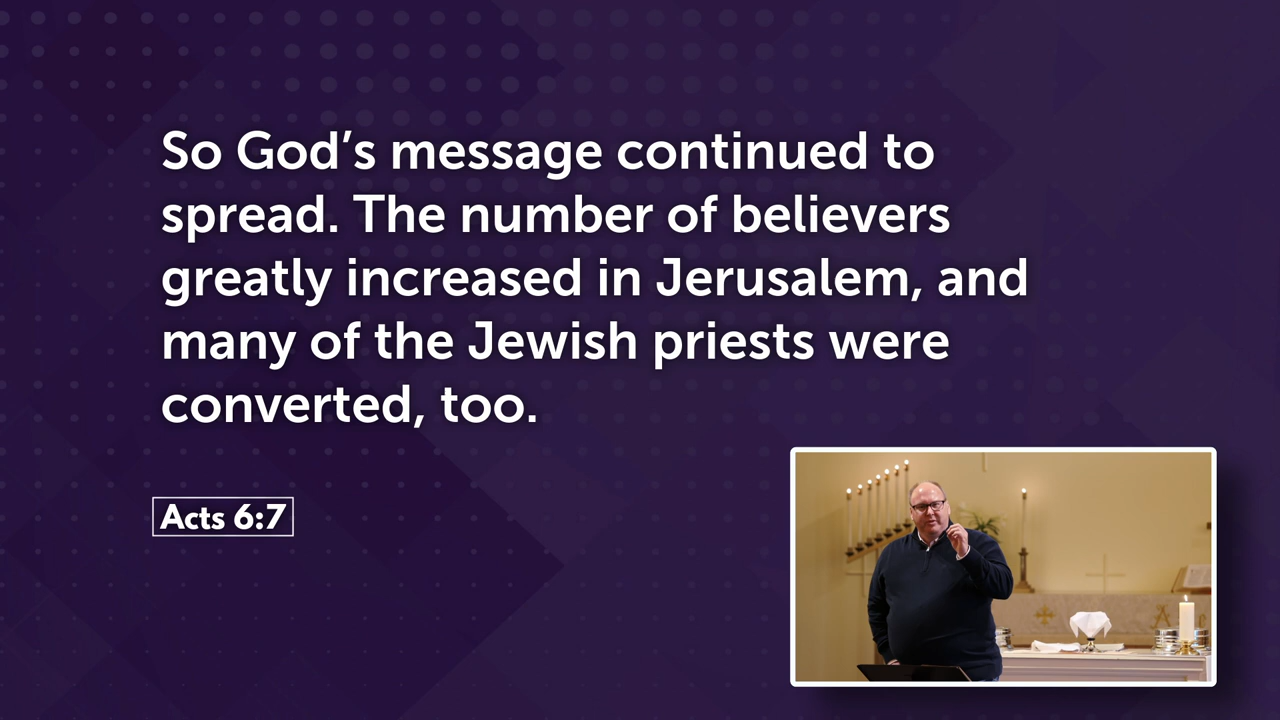 So God’s message continued to
spread. The number of believers
greatly increased in Jerusalem, and
many of the Jewish priests were
converted, too.
Acts 6:7